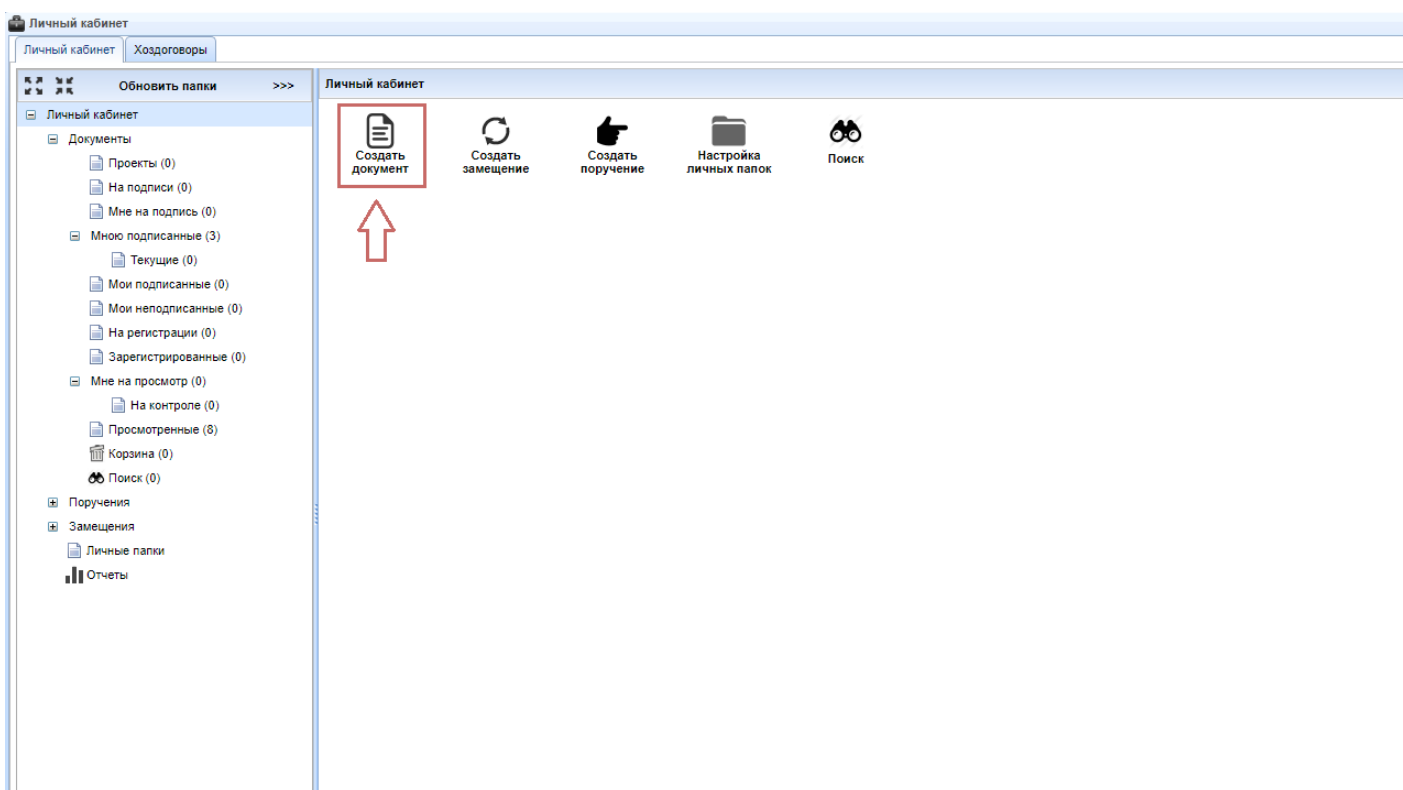 Личный кабинет
Личный кабинет Хоздоговоры
Обновить папки >>>
Личный кабинет
Документы
Проекты (0)
На подписи (0)
Мне на подпись (0)
Мною подписанные (3)
Текущие (0)
Мои подписанные (0)
Мои неподписанные (0)
На регистрации (0)
Зарегистрированные (0)
Мне на просмотр (0)
На контроле (0)
Просмотренные (8)
Корзина (0)
Поиск (0)
Поручения
Замещения
Личные папки
Отчеты
Личный кабинет
Создать
документ
Создать
замещение
Создать
поручение
Настройка
личных папок
Поиск